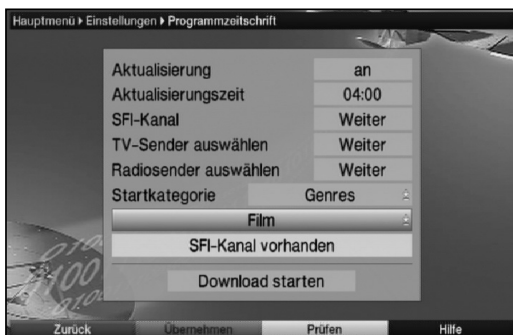 Hauptmenü ▸ Einstellungen ▸ Programmzeitschrift
Aktualisierung an
Aktualisierungszeit 04:00
SFI-Kanal Weiter
TV-Sender auswählen Weiter
Radiosender auswählen Weiter
Startkategorie Genres
Film
SFI-Kanal vorhanden
Download starten
Zurück Übernehmen Prüfen Hilfe